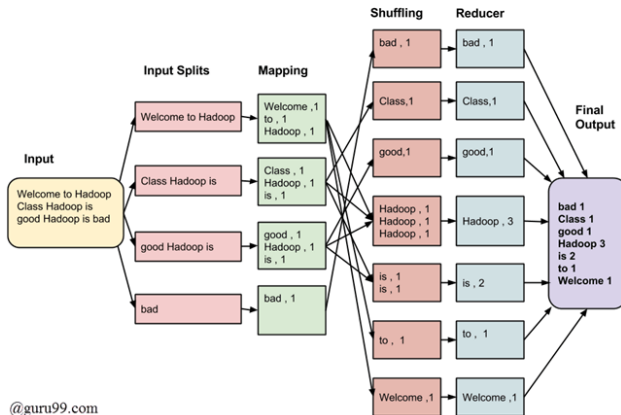 Shuffling
Reducer
Input Splits
Mapping
Final
Output
Input
Welcome to Hadoop
Class Hadoop is
good Hadoop is bad
Welcome to Hadoop
Class Hadoop is
good Hadoop is
bad
Welcome ,1
to , 1
Hadoop , 1
Class , 1
Hadoop , 1
is , 1
good , 1
Hadoop , 1
is , 1
bad , 1
bad , 1
Class,1
good,1
Hadoop , 1
Hadoop , 1
Hadoop , 1
is , 1
is , 1
to , 1
Welcome ,1
bad , 1
Class,1
good,1
Hadoop , 3
is , 2
to , 1
Welcome , 1
bad 1
Class 1
good 1
Hadoop 3
is 2
to 1
Welcome 1
@guru99.com